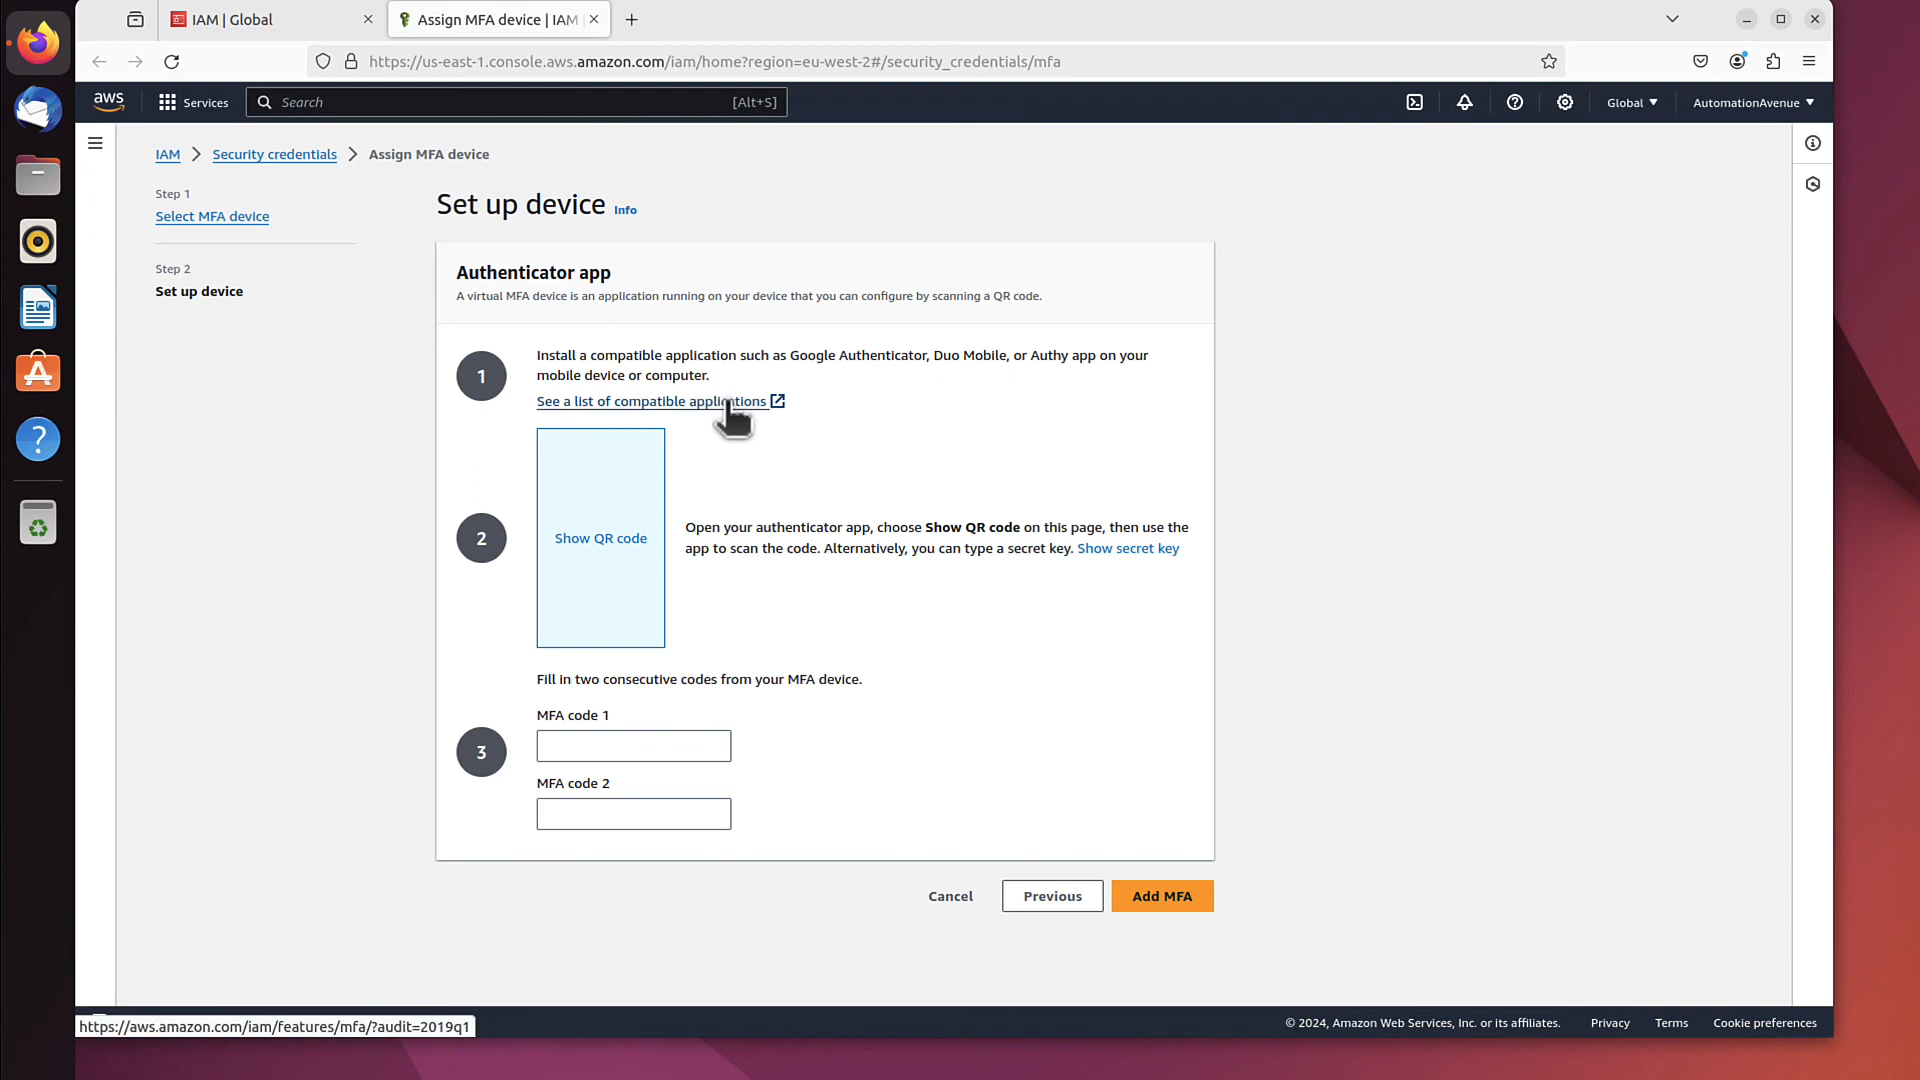 IAM | Global
Assign MFA device | IAM
https://us-east-1.console.aws.amazon.com/iam/home?region=eu-west-2#/security_credentials/mfa
aws
Services
Search
[Alt+S]
Global
AutomationAvenue
IAM
Security credentials
Assign MFA device
Step 1
Select MFA device
Step 2
Set up device
Set up device Info
Authenticator app
A virtual MFA device is an application running on your device that you can configure by scanning a QR code.
1
Install a compatible application such as Google Authenticator, Duo Mobile, or Authy app on your
mobile device or computer.
See a list of compatible applications
2
Show QR code
Open your authenticator app, choose Show QR code on this page, then use the
app to scan the code. Alternatively, you can type a secret key. Show secret key
3
Fill in two consecutive codes from your MFA device.
MFA code 1
MFA code 2
Cancel
Previous
Add MFA
https://aws.amazon.com/iam/features/mfa/?audit=2019q1
© 2024, Amazon Web Services, Inc. or its affiliates.
Privacy
Terms
Cookie preferences